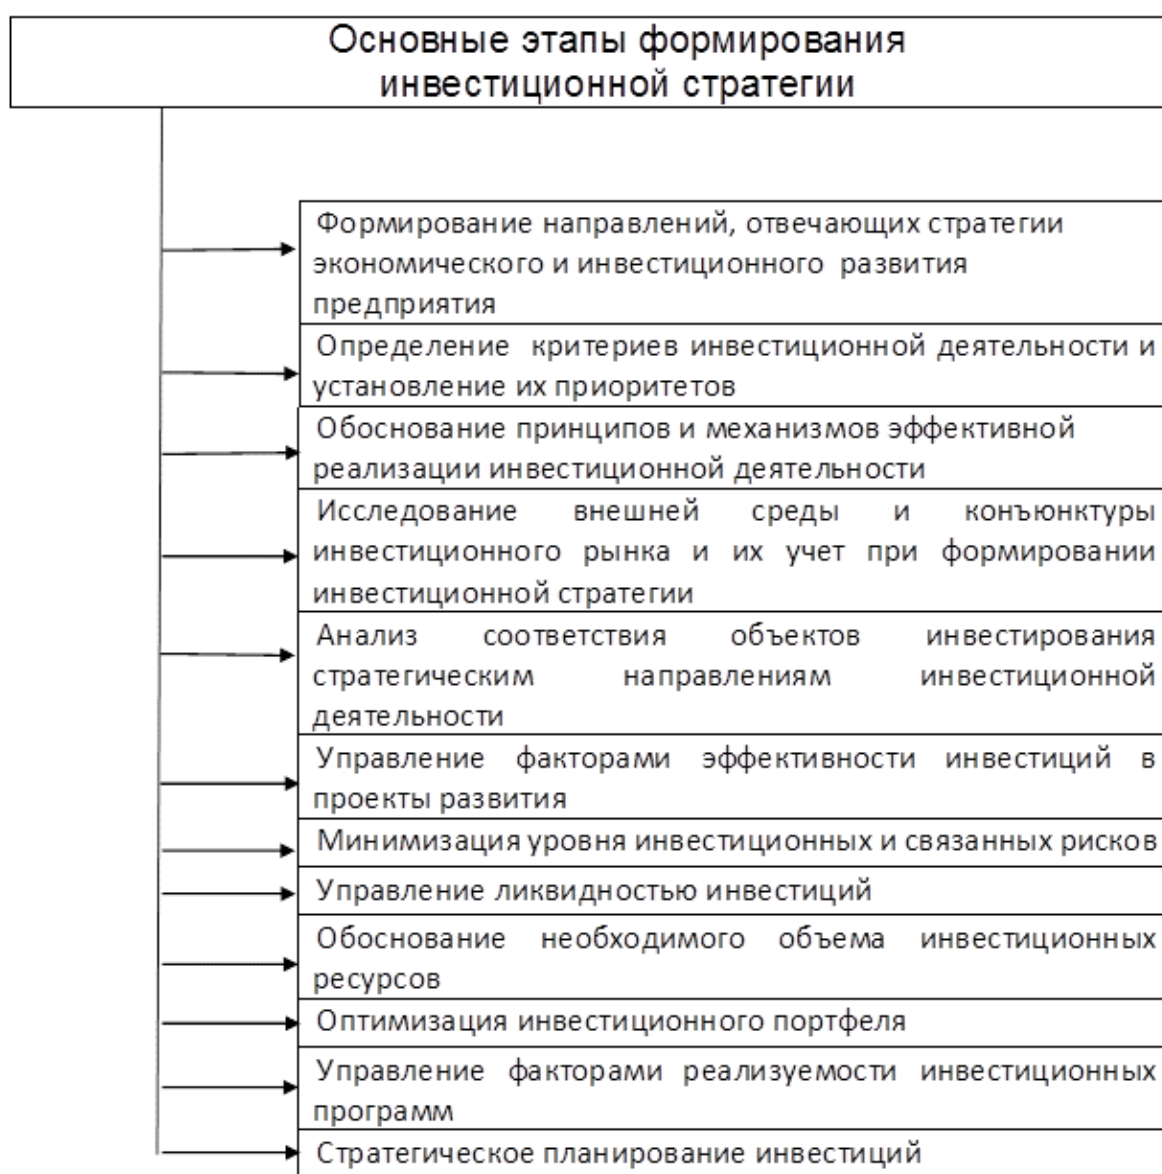 Основные этапы формирования
инвестиционной стратегии
Формирование направлений, отвечающих стратегии
экономического и инвестиционного развития
предприятия
Определение критериев инвестиционной деятельности и
установление их приоритетов
Обоснование принципов и механизмов эффективной
реализации инвестиционной деятельности
Исследование внешней среды и конъюнктуры
инвестиционного рынка и их учет при формировании
инвестиционной стратегии
Анализ соответствия объектов инвестирования
стратегическим направлениям инвестиционной
деятельности
Управление факторами эффективности инвестиций в
проекты развития
Минимизация уровня инвестиционных и связанных рисков
Управление ликвидностью инвестиций
Обоснование необходимого объема инвестиционных
ресурсов
Оптимизация инвестиционного портфеля
Управление факторами реализуемости инвестиционных
программ
Стратегическое планирование инвестиций